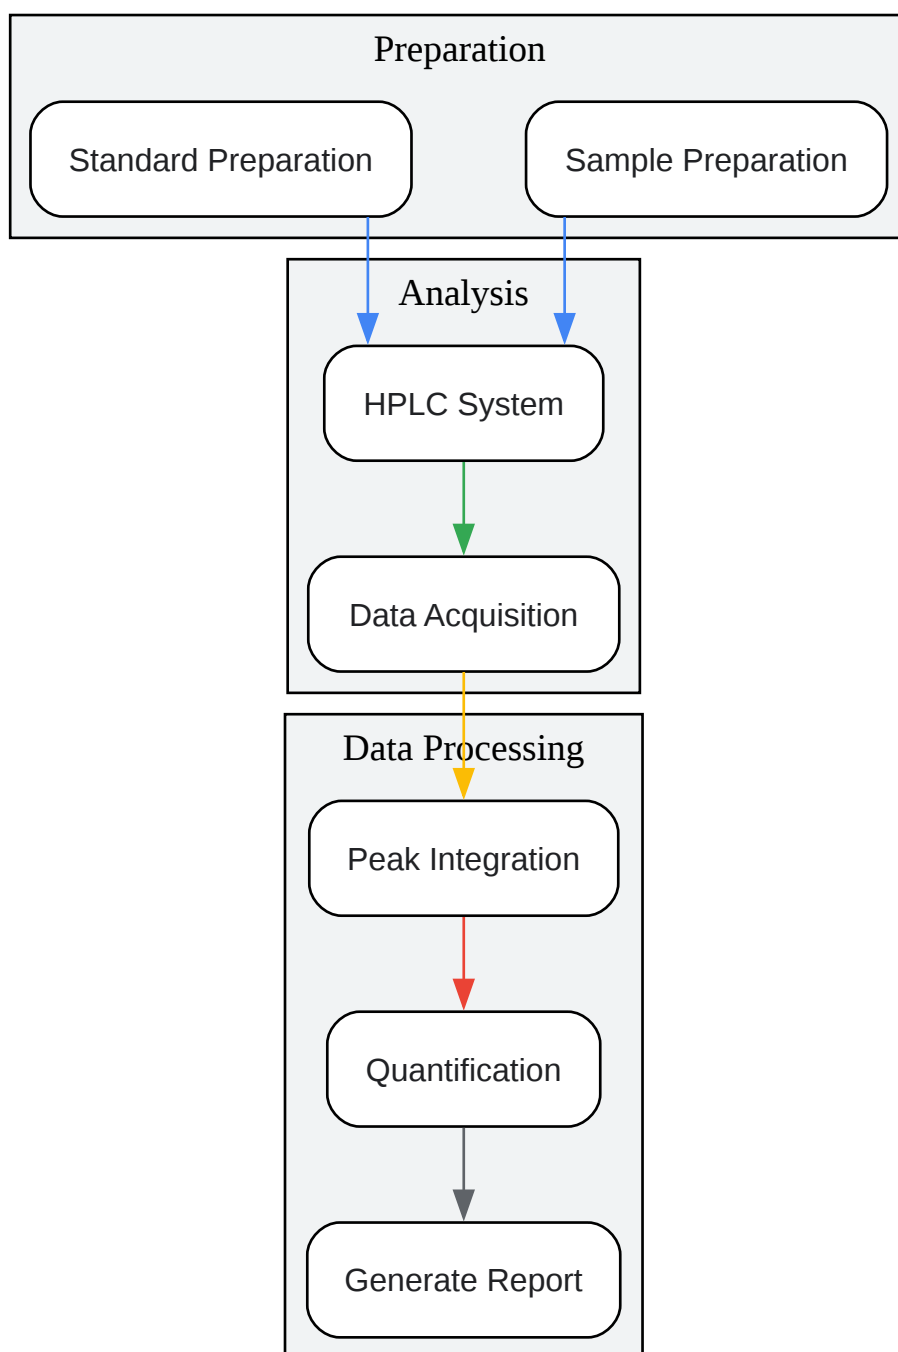 Preparation
Standard Preparation
Sample Preparation
Analysis
HPLC System
Data Acquisition
Data Processing
Peak Integration
Quantification
Generate Report